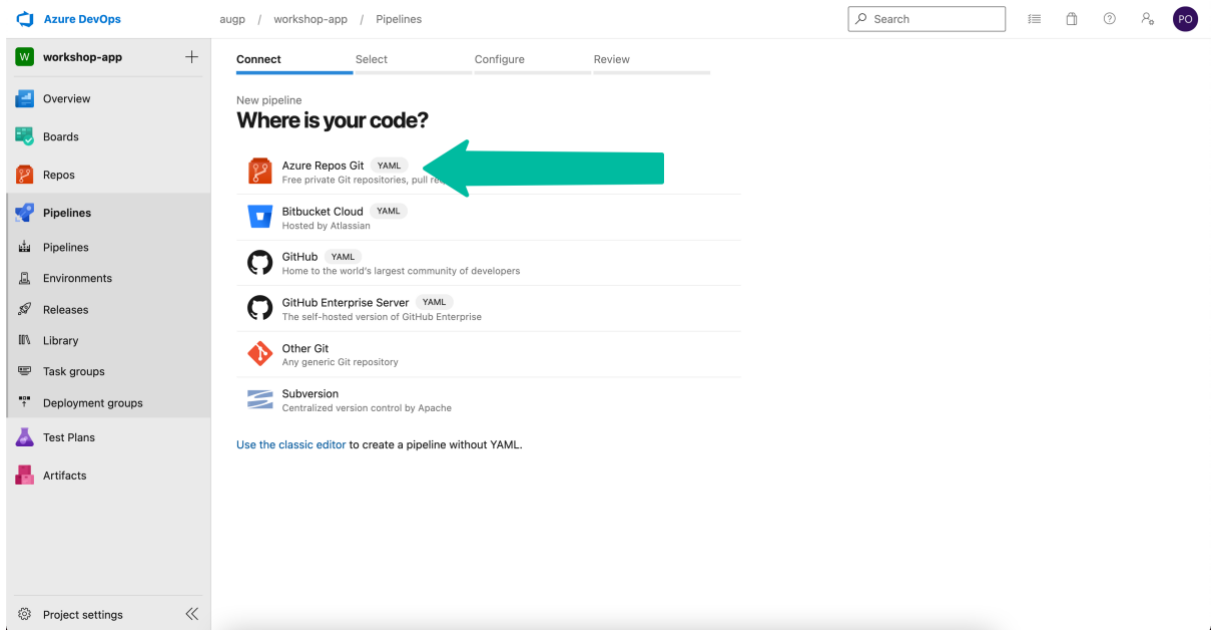 Azure DevOps
augp / workshop-app / Pipelines
Search
PO
W workshop-app
Overview
Boards
Repos
Pipelines
Pipelines
Environments
Releases
Library
Task groups
Deployment groups
Test Plans
Artifacts
Project settings
Connect
Select
Configure
Review
New pipeline
Where is your code?
Azure Repos Git YAML
Free private Git repositories, pull
Bitbucket Cloud YAML
Hosted by Atlassian
GitHub YAML
Home to the world's largest community of developers
GitHub Enterprise Server YAML
The self-hosted version of GitHub Enterprise
Other Git
Any generic Git repository
Subversion
Centralized version control by Apache
Use the classic editor to create a pipeline without YAML.